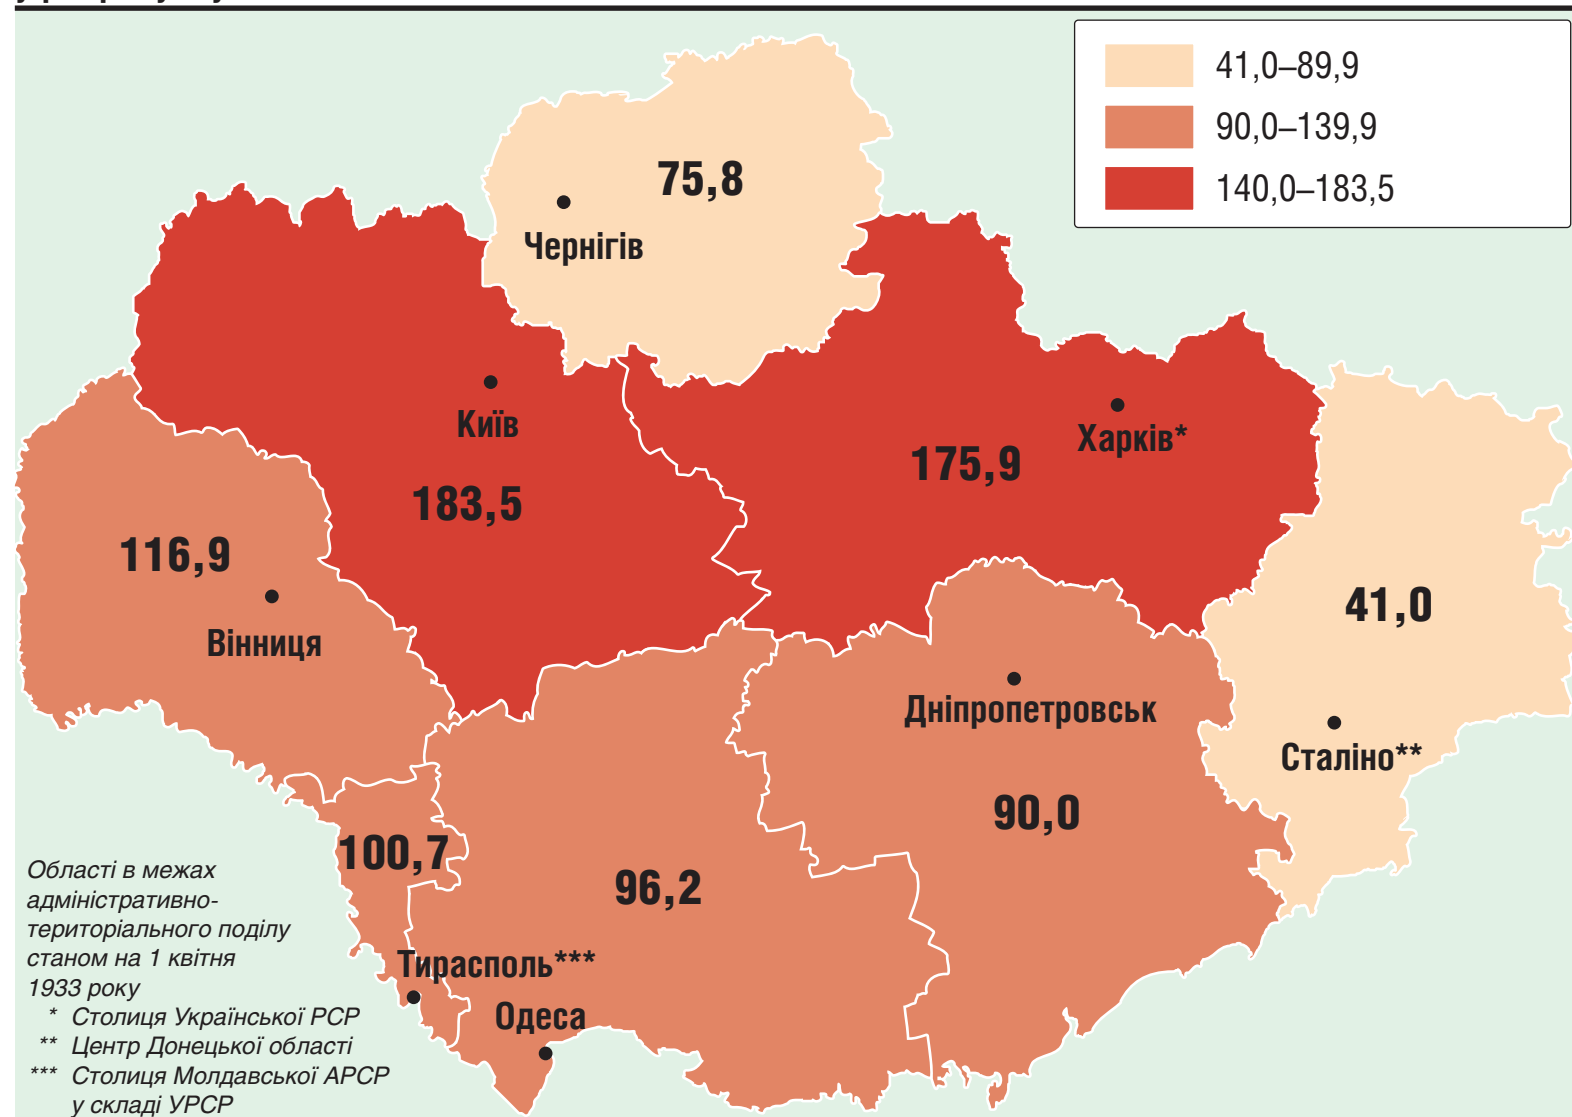 41,0–89,9
90,0–139,9
140,0–183,5
75,8
Чернігів
Київ
183,5
Харків*
175,9
116,9
Вінниця
41,0
Сталіно**
Дніпропетровськ
90,0
100,7
96,2
Тирасполь***
Одеса
Області в межах
адміністративно-
територіального поділу
станом на 1 квітня
1933 року
* Столиця Української РСР
** Центр Донецької області
*** Столиця Молдавської АРСР
у складі УРСР